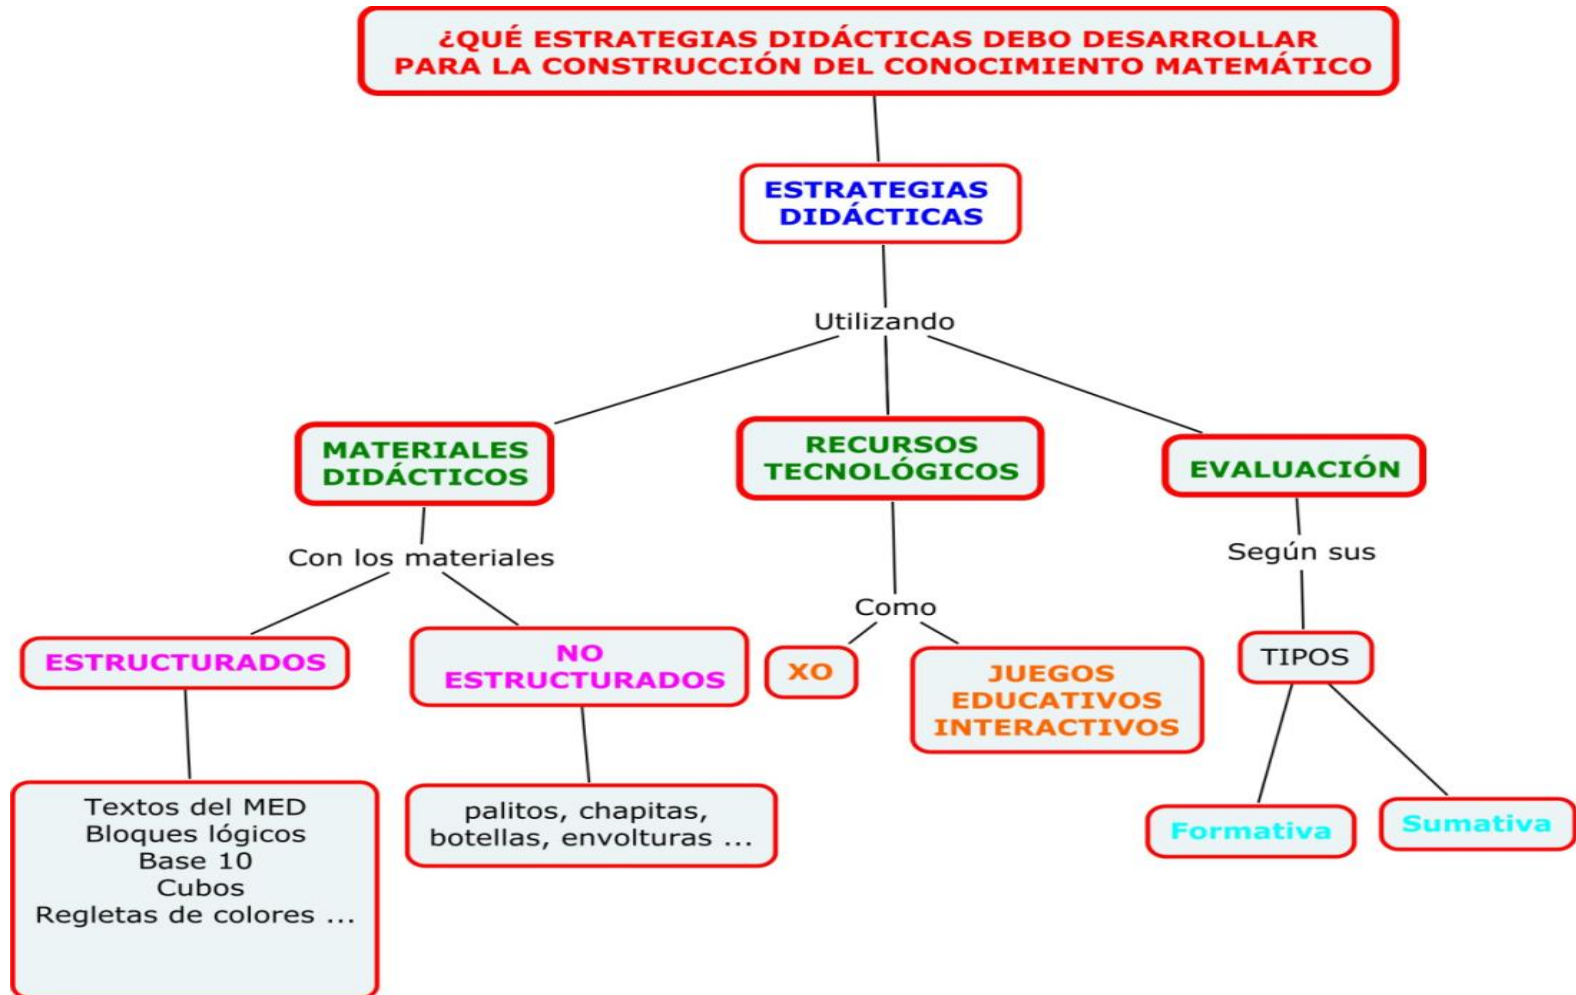 ¿QUÉ ESTRATEGIAS DIDÁCTICAS DEBO DESARROLLAR
PARA LA CONSTRUCCIÓN DEL CONOCIMIENTO MATEMÁTICO
ESTRATEGIAS
DIDÁCTICAS
Utilizando
MATERIALES
DIDÁCTICOS
RECURSOS
TECNOLÓGICOS
EVALUACIÓN
Con los materiales
Como
Según sus
ESTRUCTURADOS
NO
ESTRUCTURADOS
XO
JUEGOS
EDUCATIVOS
INTERACTIVOS
TIPOS
Textos del MED
Bloques lógicos
Base 10
Cubos
Regletas de colores ...
palitos, chapitas,
botellas, envolturas ...
Formativa
Sumativa